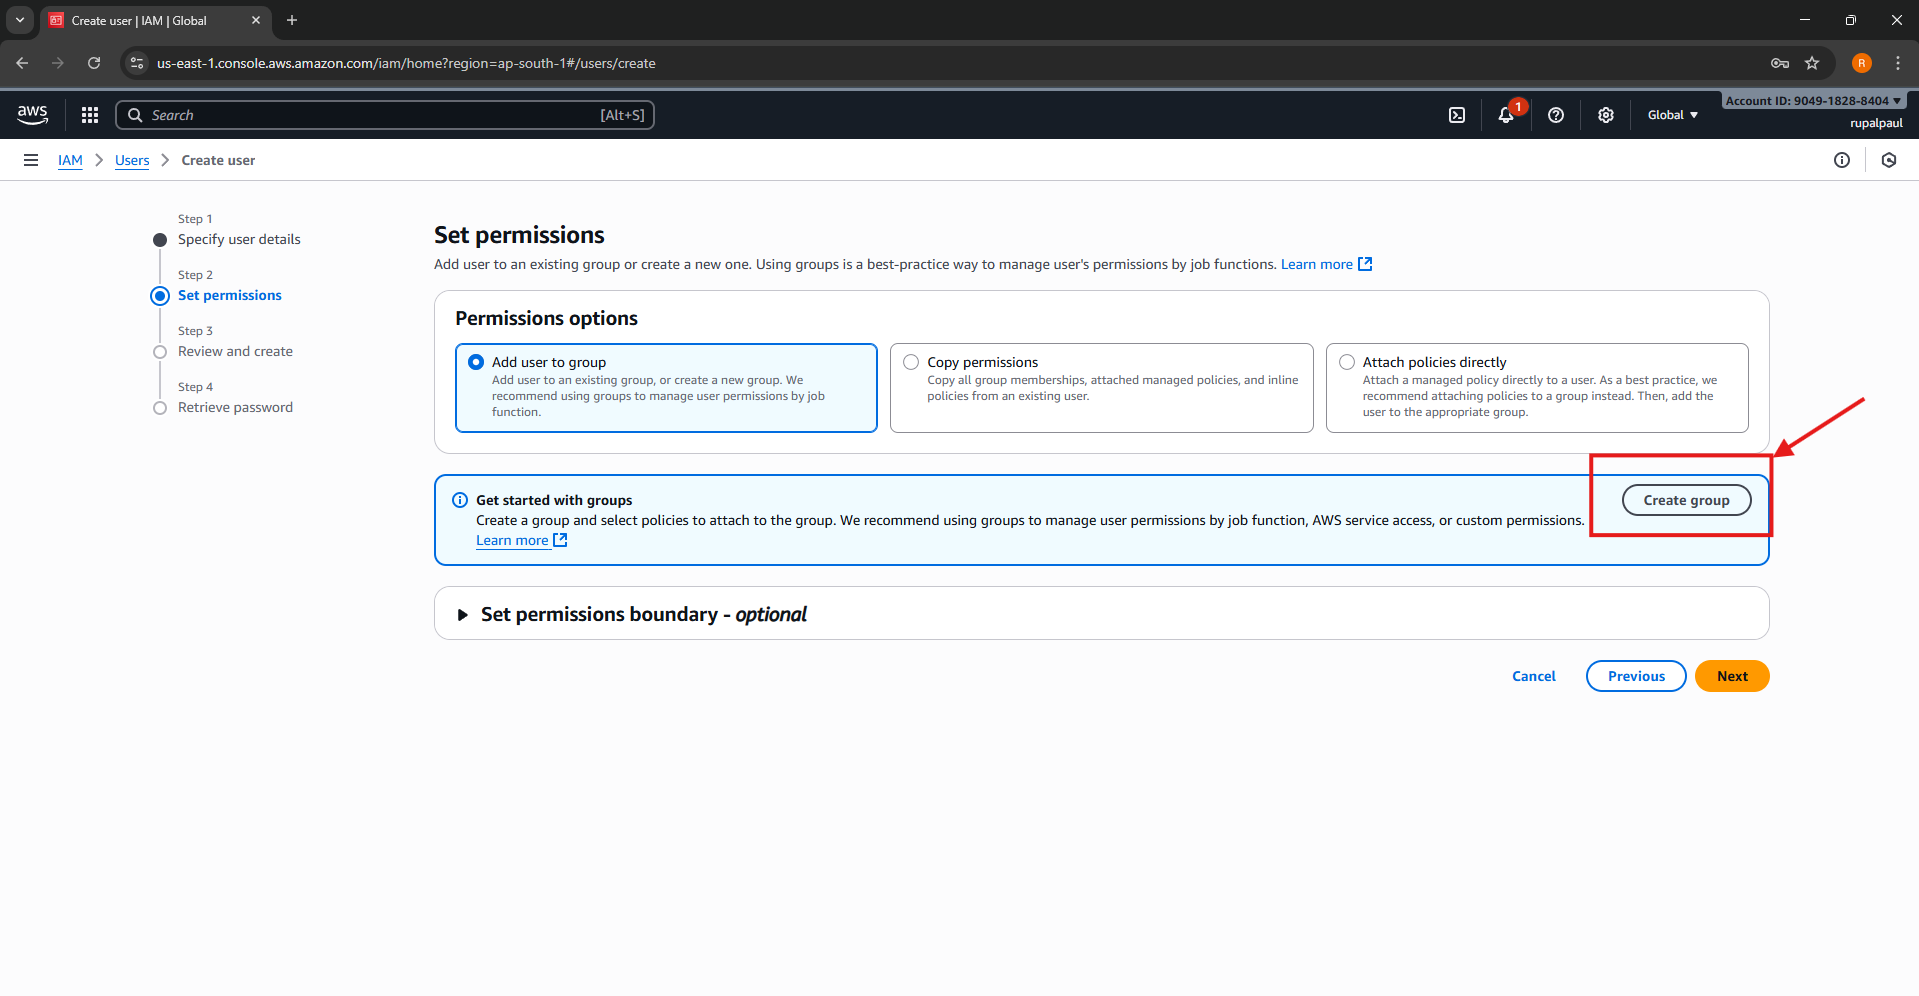 Create user | IAM | Global
us-east-1.console.aws.amazon.com/iam/home?region=ap-south-1#/users/create
R
aws
Search
[Alt+S]
1
Global
Account ID: 9049-1828-8404
rupalpaul
IAM
Users
Create user
Step 1
Specify user details
Step 2
Set permissions
Step 3
Review and create
Step 4
Retrieve password
Set permissions
Add user to an existing group or create a new one. Using groups is a best-practice way to manage user's permissions by job functions. Learn more
Permissions options
Add user to group
Add user to an existing group, or create a new group. We
recommend using groups to manage user permissions by job
function.
Copy permissions
Copy all group memberships, attached managed policies, and inline
policies from an existing user.
Attach policies directly
Attach a managed policy directly to a user. As a best practice, we
recommend attaching policies to a group instead. Then, add the
user to the appropriate group.
Get started with groups
Create a group and select policies to attach to the group. We recommend using groups to manage user permissions by job function, AWS service access, or custom permissions.
Learn more
Create group
Set permissions boundary - optional
Cancel
Previous
Next